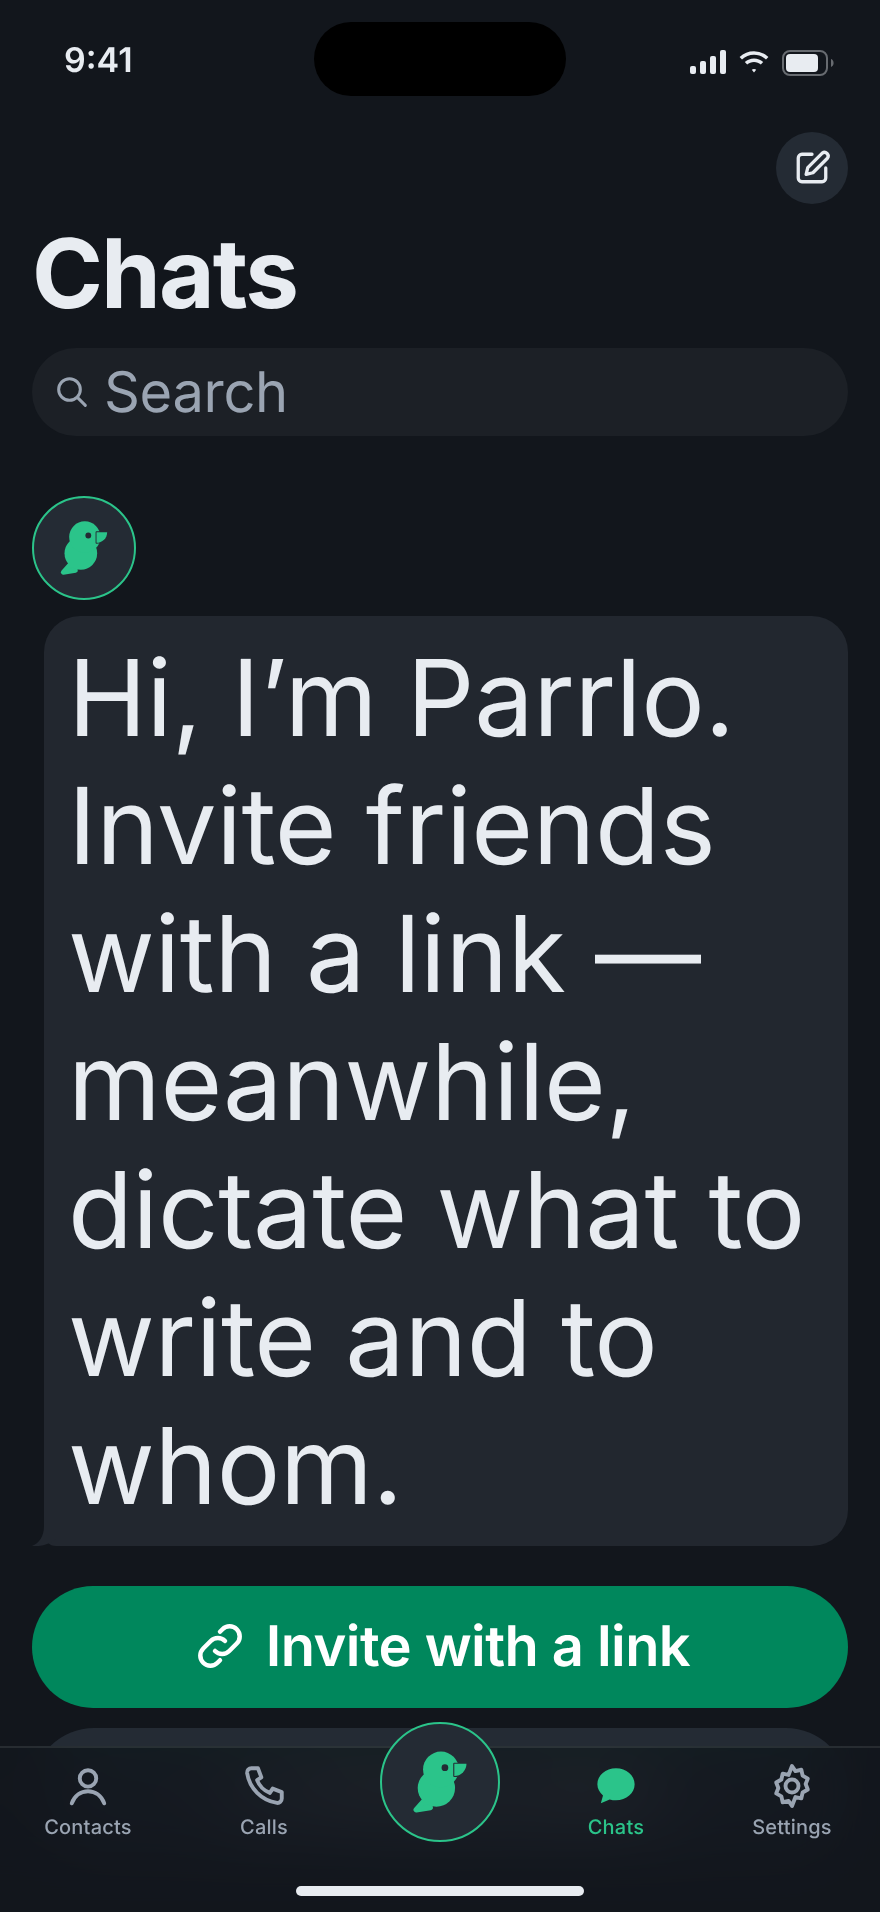 9:41
Chats
Search
Hi, I’m Parrlo.
Invite friends
with a link —
meanwhile,
dictate what to
write and to
whom.
Invite with a link
Contacts
Calls
Chats
Settings